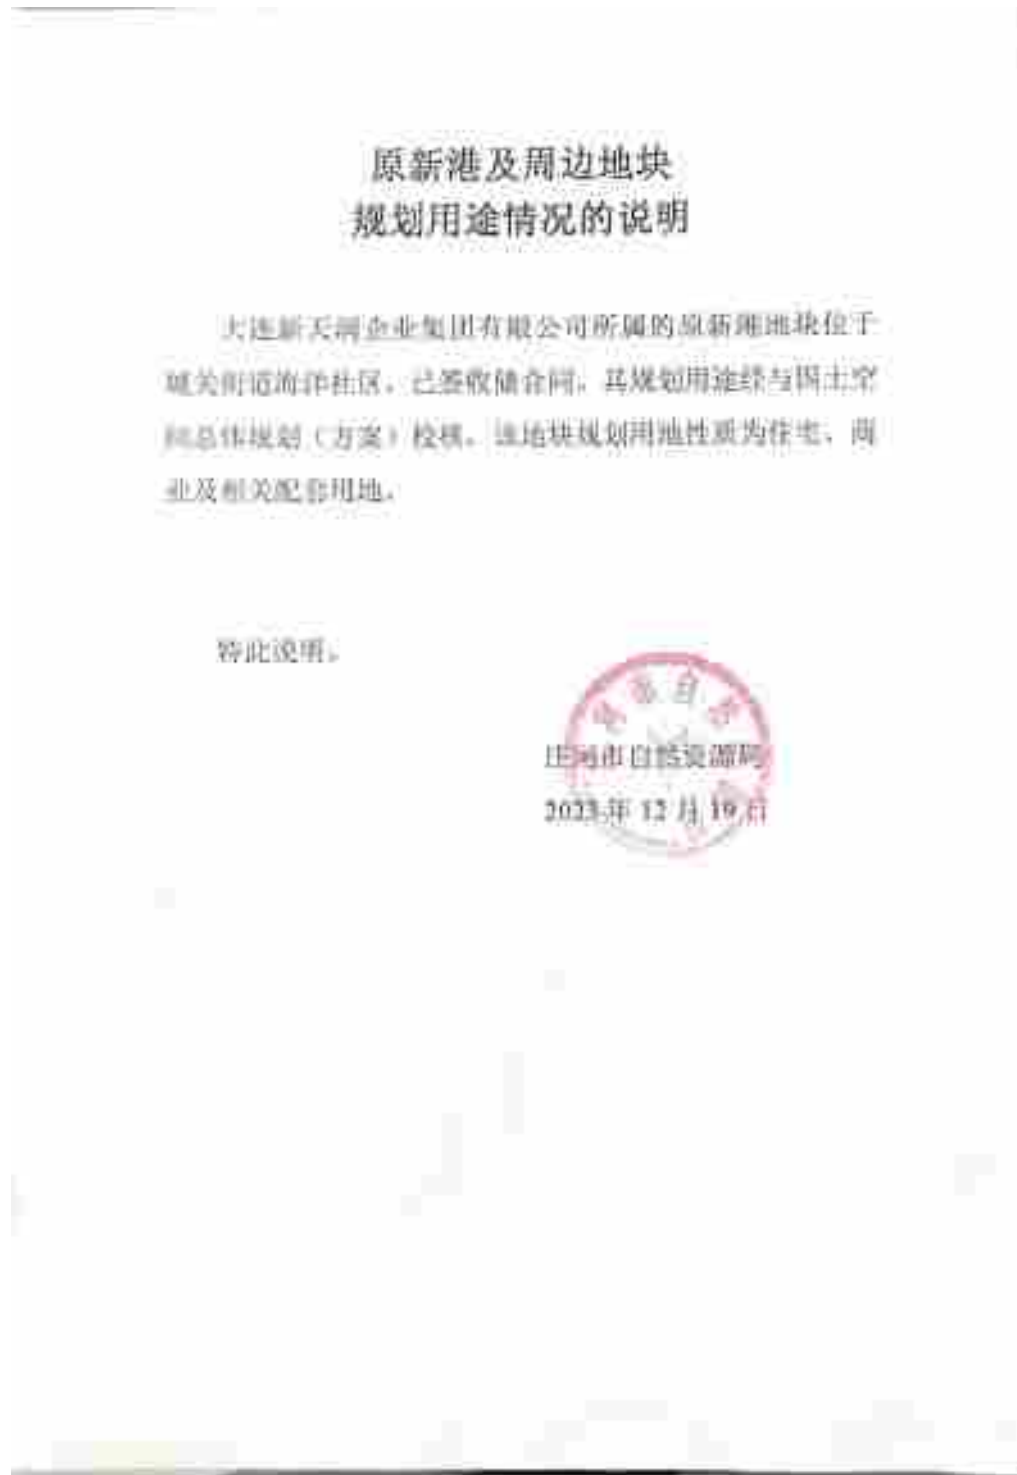 原新港及周边地块
规划用途情况的说明
大连新天润企业集团有限公司所属的原新港地块位于
城关街道海洋社区，已签收储合同，其规划用途经与国土空
间总体规划（方案）检核，该地块规划用地性质为住宅、商
业及相关配套用地。
特此说明。
庄河市自然资源局
2023年12月19日